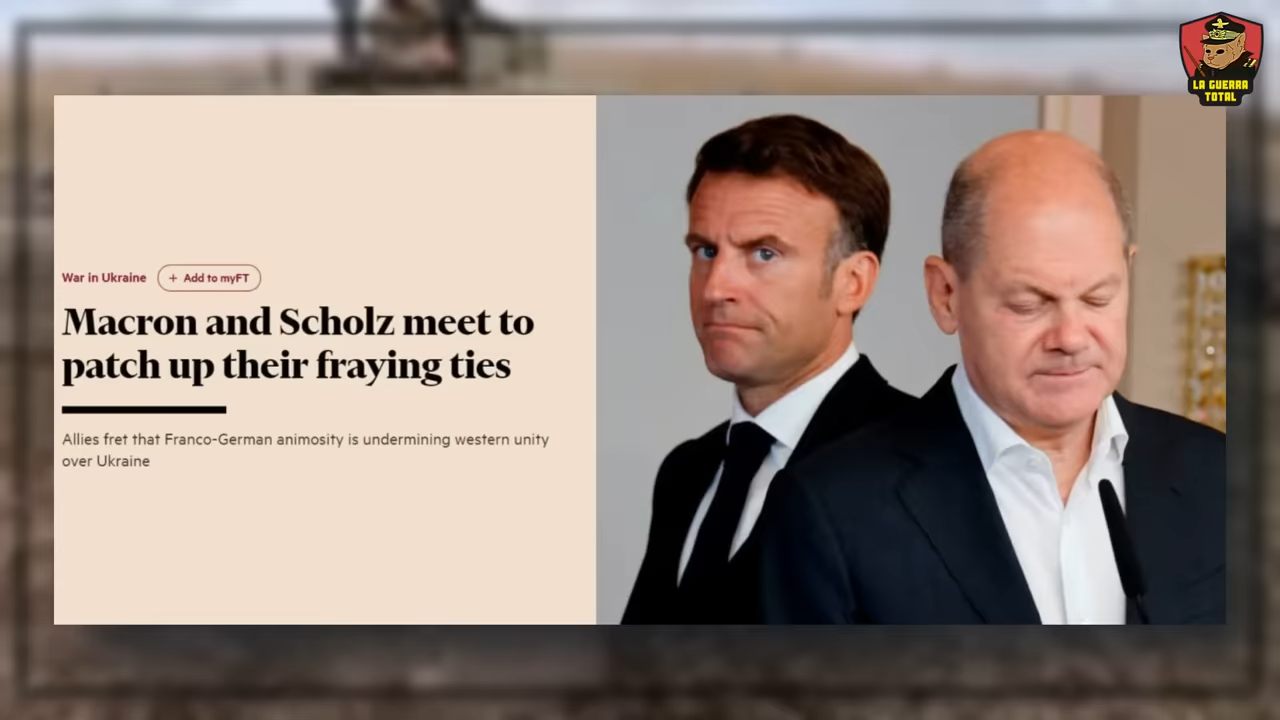 LA GUERRA
TOTAL
War in Ukraine + Add to myFT
Macron and Scholz meet to
patch up their fraying ties
Allies fret that Franco-German animosity is undermining western unity
over Ukraine